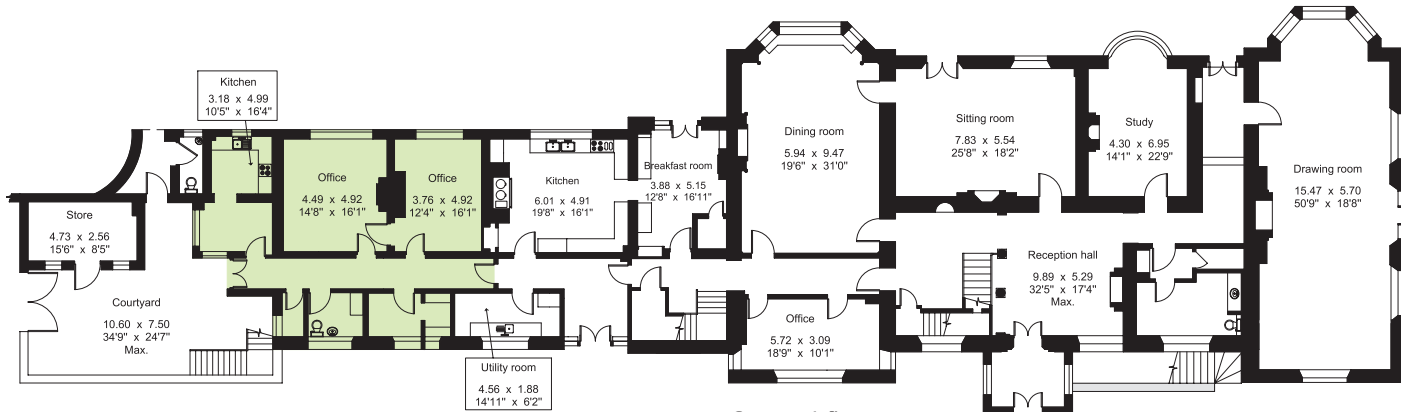 Kitchen
3.18 x 4.99
10'5" x 16'4"
Store
4.73 x 2.56
15'6" x 8'5"
Courtyard
10.60 x 7.50
34'9" x 24'7"
Max.
Office
4.49 x 4.92
14'8" x 16'1"
Office
3.76 x 4.92
12'4" x 16'1"
Kitchen
6.01 x 4.91
19'8" x 16'1"
Utility room
4.56 x 1.88
14'11" x 6'2"
Breakfast room
3.88 x 5.15
12'8" x 16'11"
Dining room
5.94 x 9.47
19'6" x 31'0"
Office
5.72 x 3.09
18'9" x 10'1"
Sitting room
7.83 x 5.54
25'8" x 18'2"
Study
4.30 x 6.95
14'1" x 22'9"
Reception hall
9.89 x 5.29
32'5" x 17'4"
Max.
Drawing room
15.47 x 5.70
50'9" x 18'8"